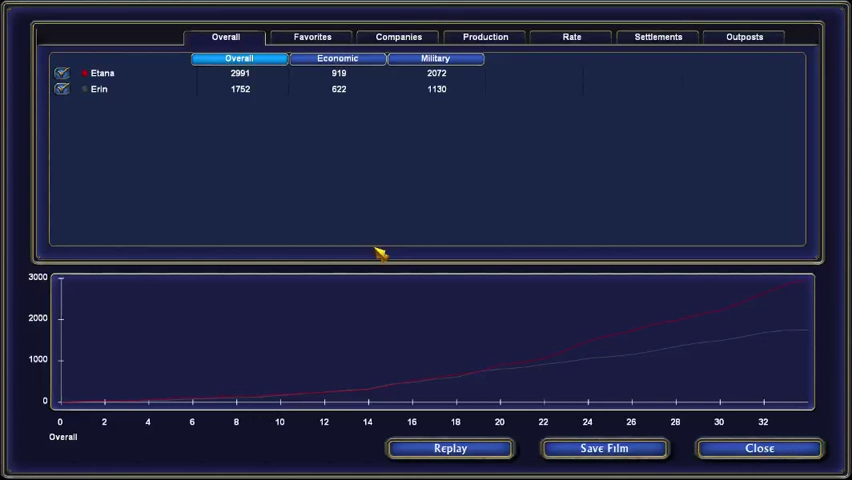 Overall Favorites Companies Production Rate Settlements Outposts
Overall Economic Military
Etana 2991 919 2072
Erin 1752 622 1130
3000
2000
1000
0
0 2 4 6 8 10 12 14 16 18 20 22 24 26 28 30 32
Overall
Replay Save Film Close